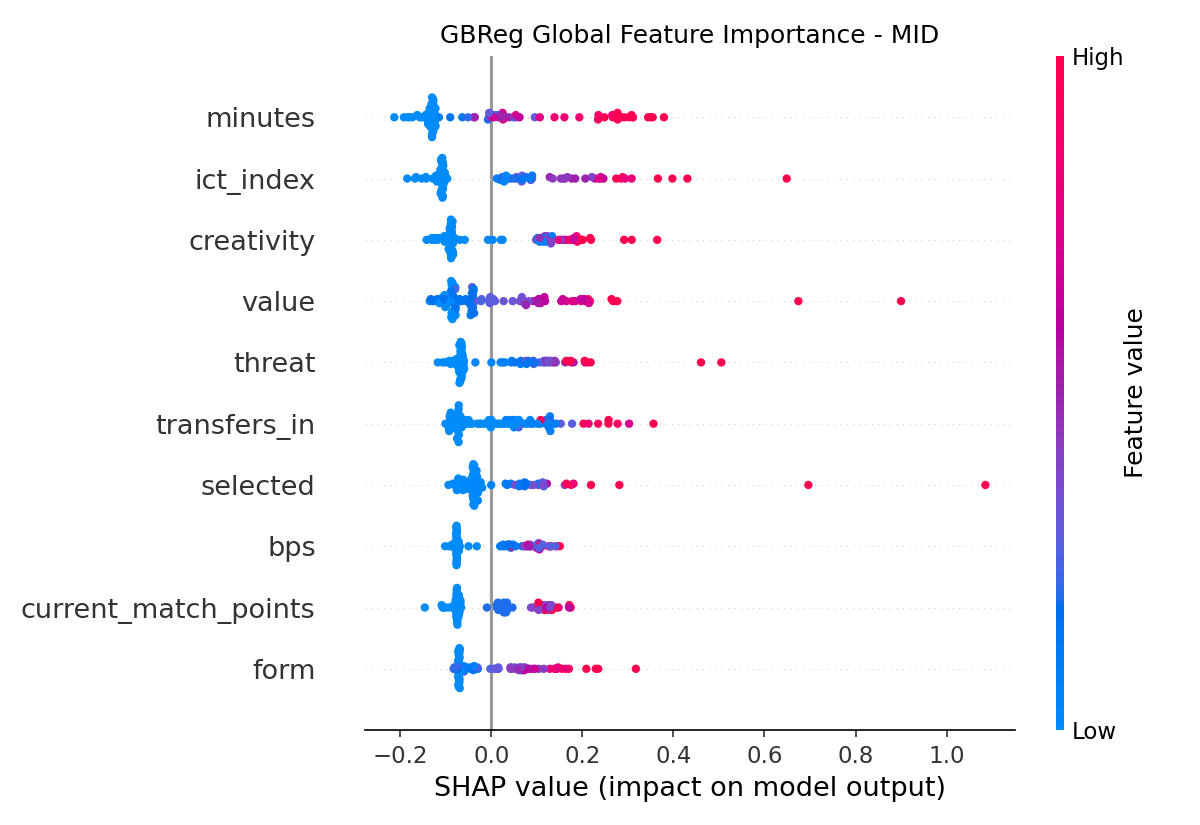 GBReg Global Feature Importance - MID
High
minutes
ict_index
creativity
value
threat
transfers_in
selected
bps
current_match_points
form
Feature value
Low
−0.2 0.0 0.2 0.4 0.6 0.8 1.0
SHAP value (impact on model output)